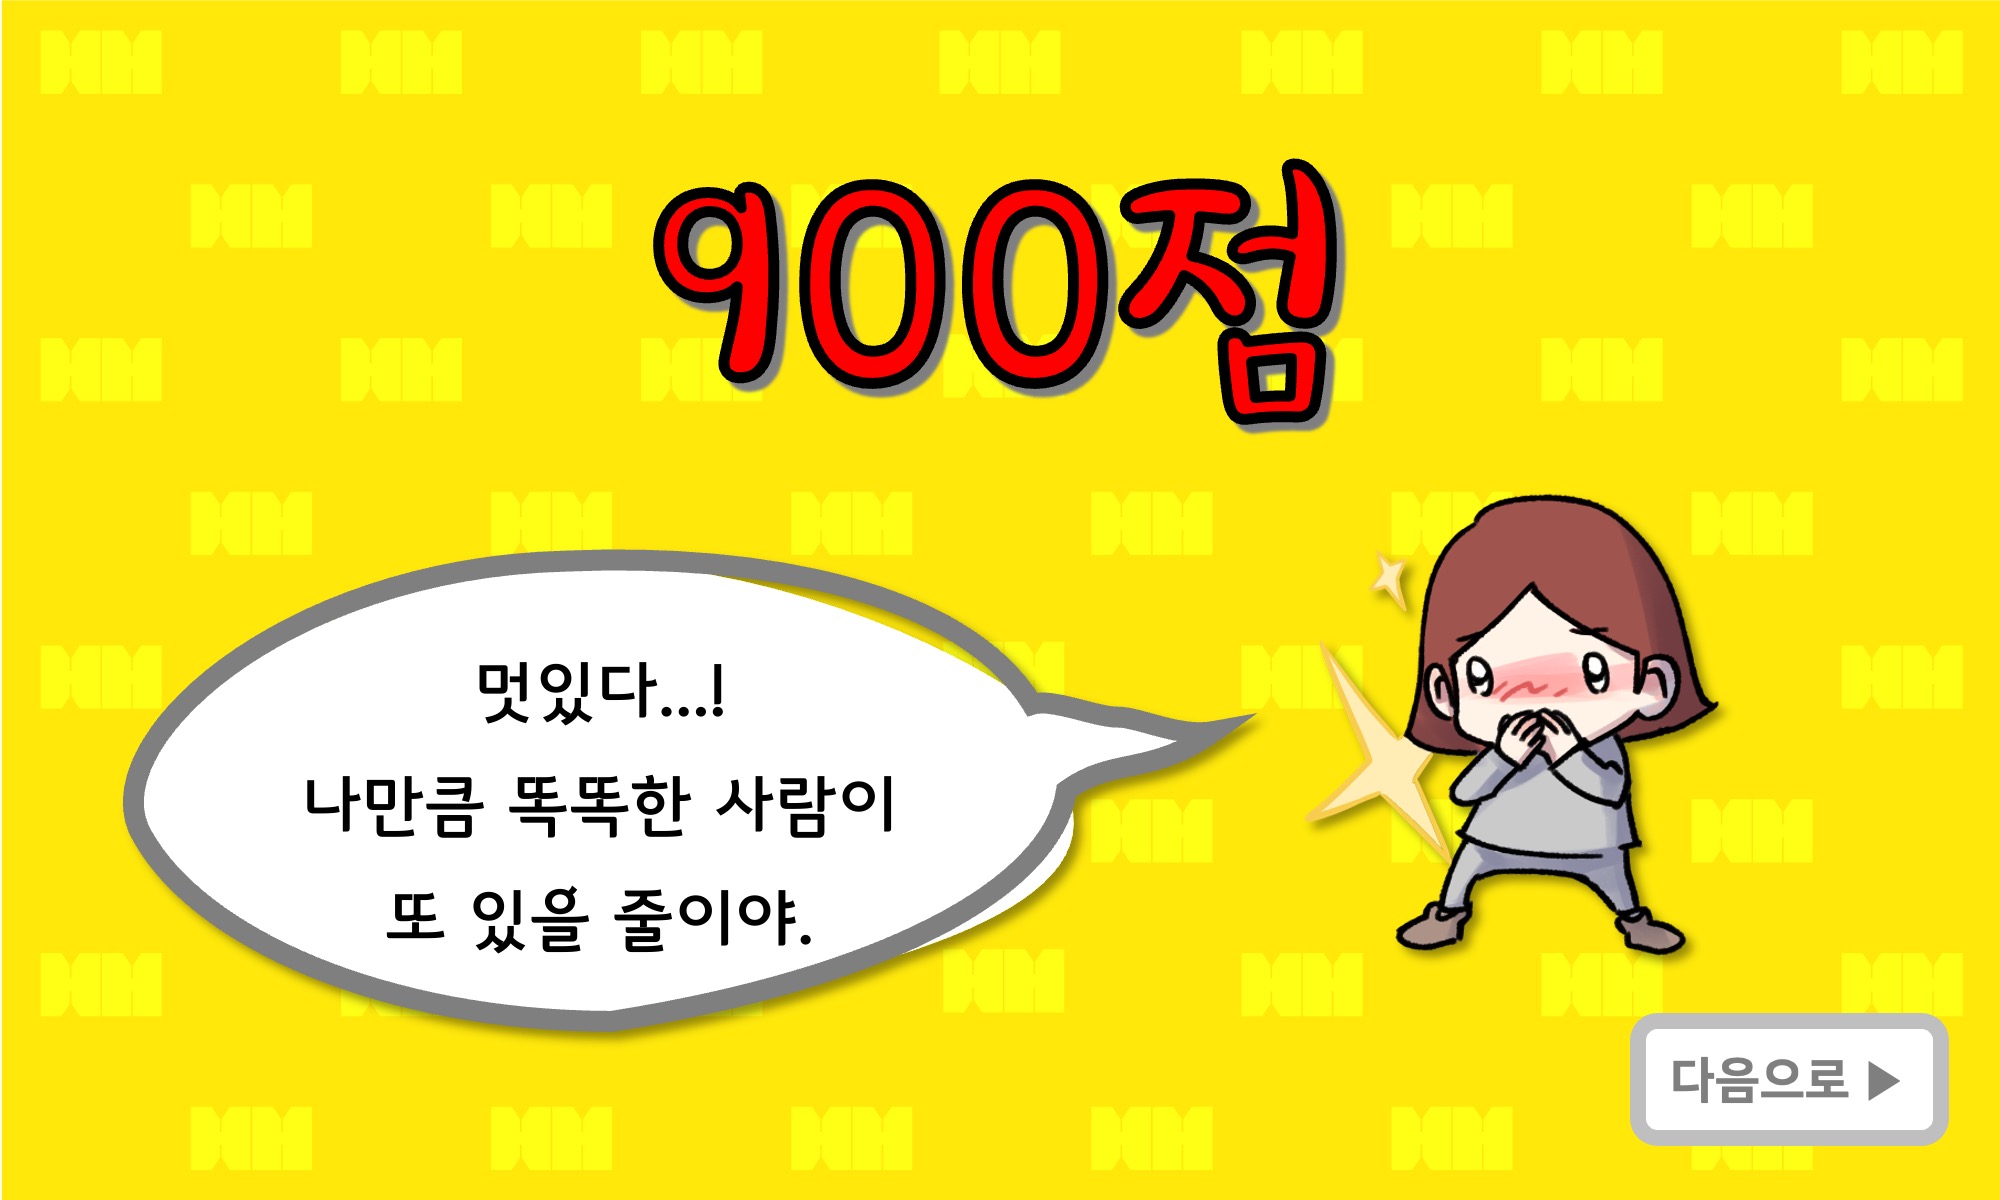 900점
멋있다...!
나만큼 똑똑한 사람이
또 있을 줄이야.
다음으로 ▶